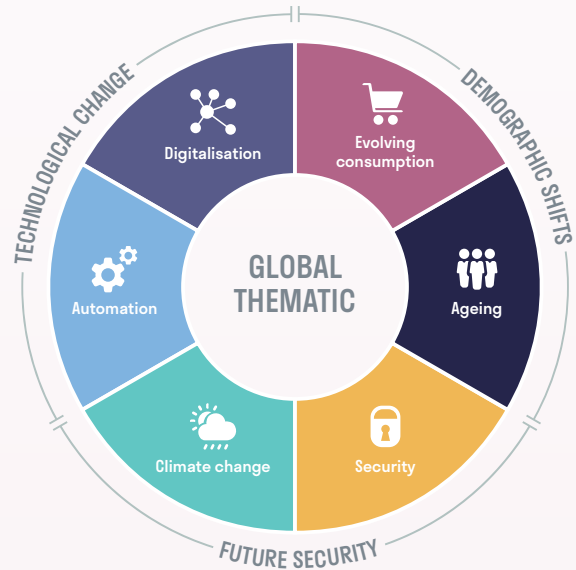 TECHNOLOGICAL CHANGE
DEMOGRAPHIC SHIFTS
Digitalisation
Evolving
consumption
GLOBAL
THEMATIC
Automation
Ageing
Climate change
Security
FUTURE SECURITY